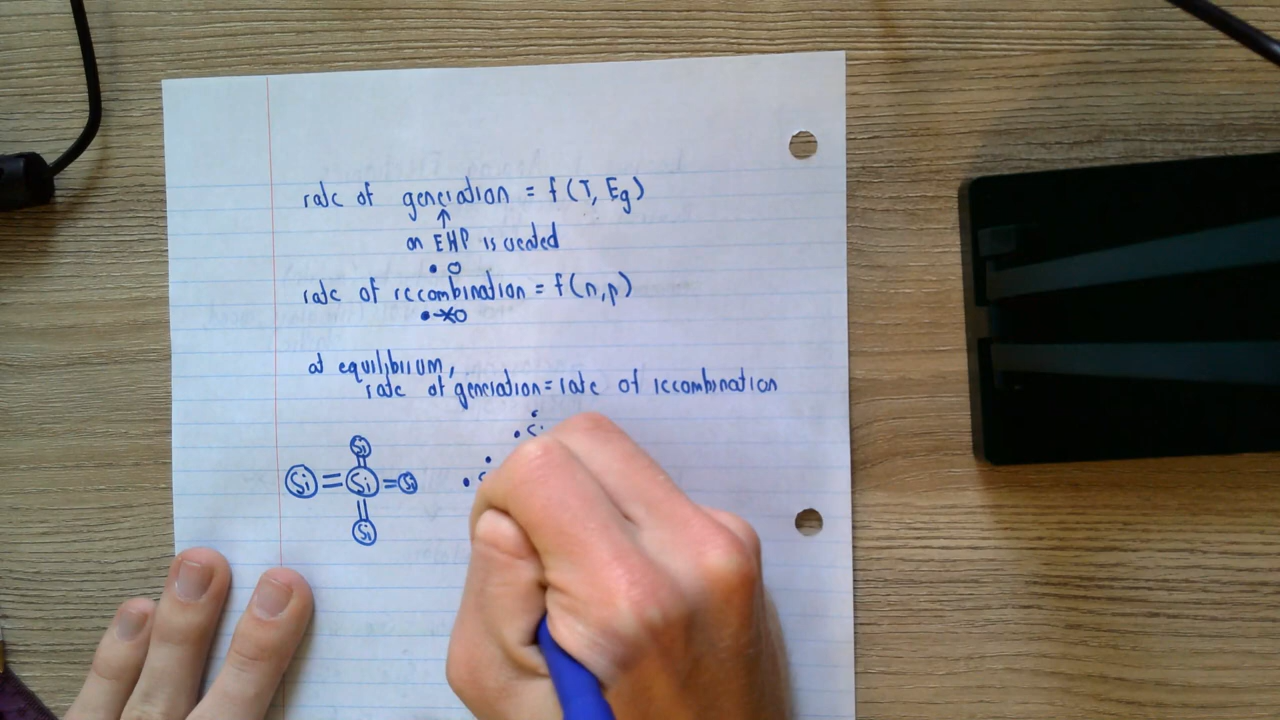 rate of generation = f(T, Eg)
↑
an EHP is created
rate of recombination = f(n,p)
at equilibrium,
rate of generation = rate of recombination
Si
Si = Si = Si
Si